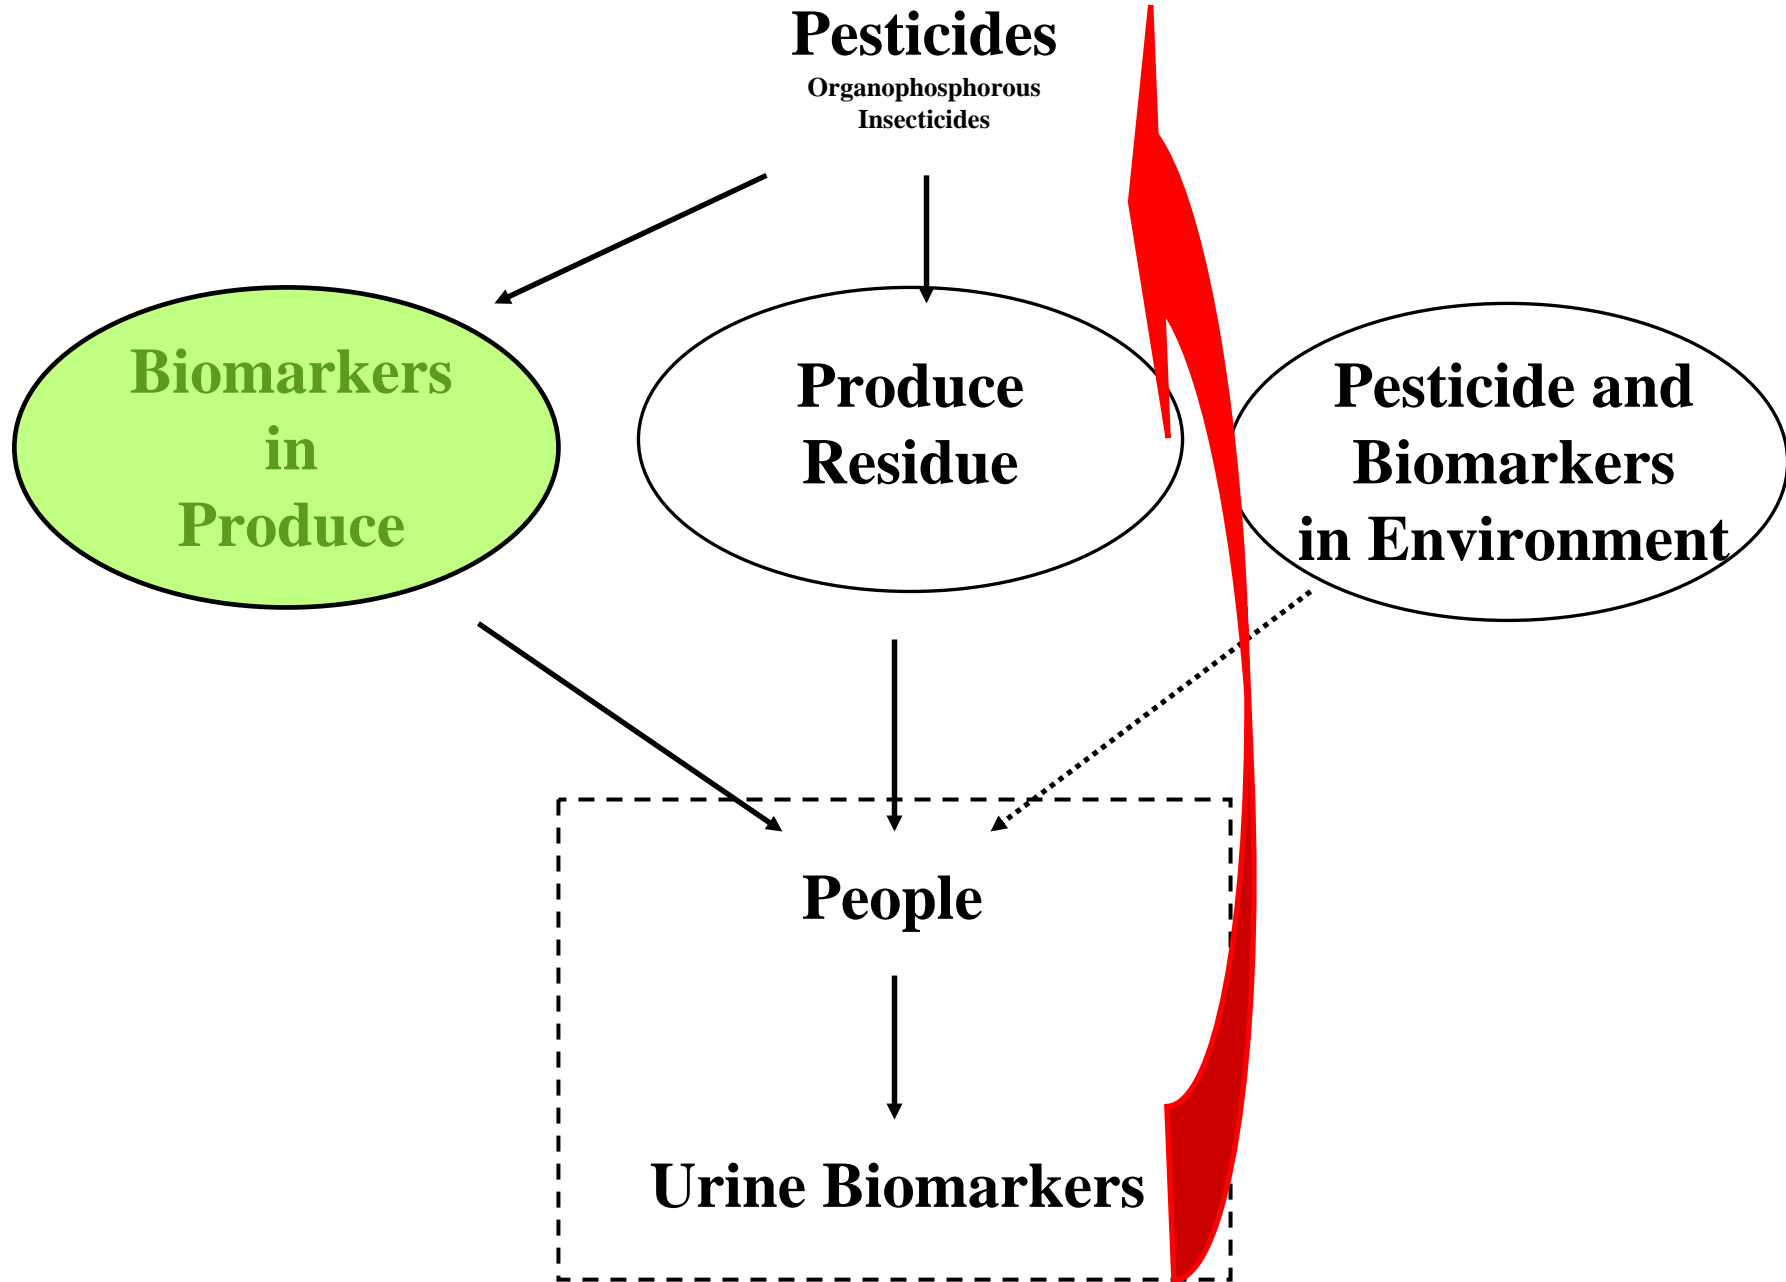 Pesticides
Organophosphorous
Insecticides
Biomarkers
in
Produce
Produce
Residue
Pesticide and
Biomarkers
in Environment
People
Urine Biomarkers